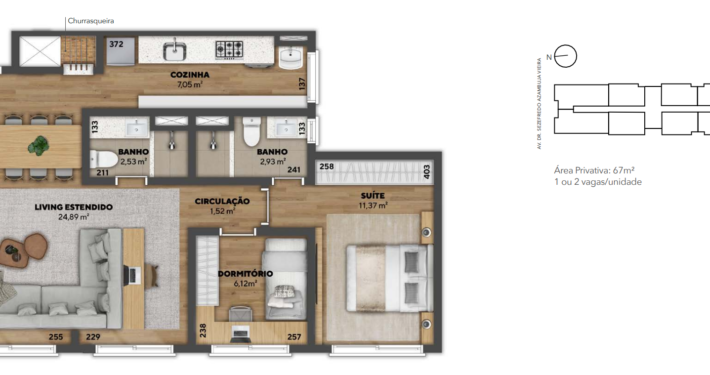 Churrasqueira
372
COZINHA
7,05 m²
137
133
BANHO
2,53 m²
211
BANHO
2,93 m²
133
241
258
403
LIVING ESTENDIDO
24,89 m²
CIRCULAÇÃO
1,52 m²
SUÍTE
11,37 m²
DORMITÓRIO
6,12m²
255
229
238
257
N
AV. DR. SEZEFREDO AZAMBUJA VIEIRA
Área Privativa: 67m²
1 ou 2 vagas/unidade